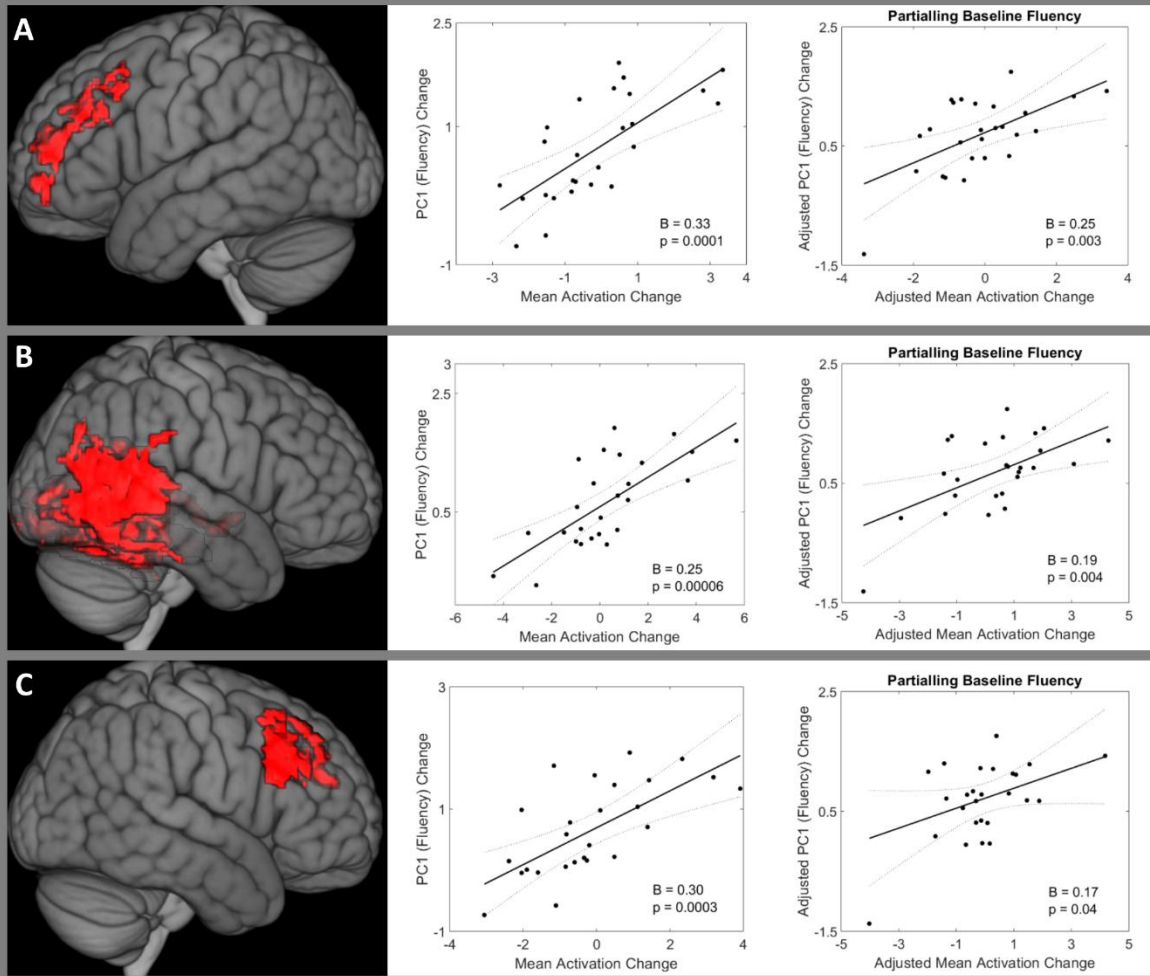 A
2.5
1
-1
PC1 (Fluency) Change
-3
-1
1
3
4
Mean Activation Change
B = 0.33
p = 0.0001
Partialling Baseline Fluency
2.5
0.5
-1.5
Adjusted PC1 (Fluency) Change
-4
-2
0
2
4
Adjusted Mean Activation Change
B = 0.25
p = 0.003
B
3
2.5
0.5
PC1 (Fluency) Change
-6
-4
-2
0
2
4
6
Mean Activation Change
B = 0.25
p = 0.00006
Partialling Baseline Fluency
2.5
0.5
-1.5
Adjusted PC1 (Fluency) Change
-5
-3
-1
1
3
5
Adjusted Mean Activation Change
B = 0.19
p = 0.004
C
3
1
-1
PC1 (Fluency) Change
-4
-2
0
2
4
Mean Activation Change
B = 0.30
p = 0.0003
Partialling Baseline Fluency
2.5
0.5
-1.5
Adjusted PC1 (Fluency) Change
-5
-3
-1
1
3
5
Adjusted Mean Activation Change
B = 0.17
p = 0.04